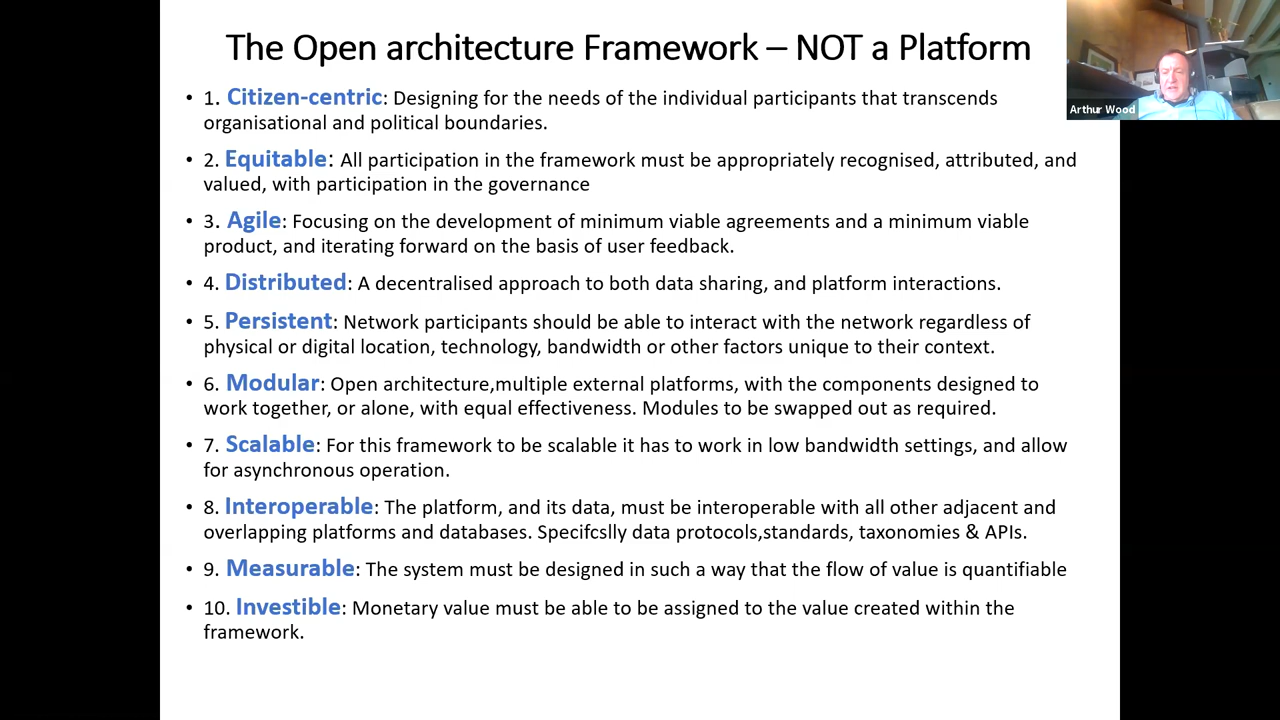 The Open architecture Framework – NOT a Platform
Arthur Wood
• 1. Citizen-centric: Designing for the needs of the individual participants that transcends
organisational and political boundaries.
• 2. Equitable: All participation in the framework must be appropriately recognised, attributed, and
valued, with participation in the governance
• 3. Agile: Focusing on the development of minimum viable agreements and a minimum viable
product, and iterating forward on the basis of user feedback.
• 4. Distributed: A decentralised approach to both data sharing, and platform interactions.
• 5. Persistent: Network participants should be able to interact with the network regardless of
physical or digital location, technology, bandwidth or other factors unique to their context.
• 6. Modular: Open architecture,multiple external platforms, with the components designed to
work together, or alone, with equal effectiveness. Modules to be swapped out as required.
• 7. Scalable: For this framework to be scalable it has to work in low bandwidth settings, and allow
for asynchronous operation.
• 8. Interoperable: The platform, and its data, must be interoperable with all other adjacent and
overlapping platforms and databases. Specifcslly data protocols,standards, taxonomies & APIs.
• 9. Measurable: The system must be designed in such a way that the flow of value is quantifiable
• 10. Investible: Monetary value must be able to be assigned to the value created within the
framework.